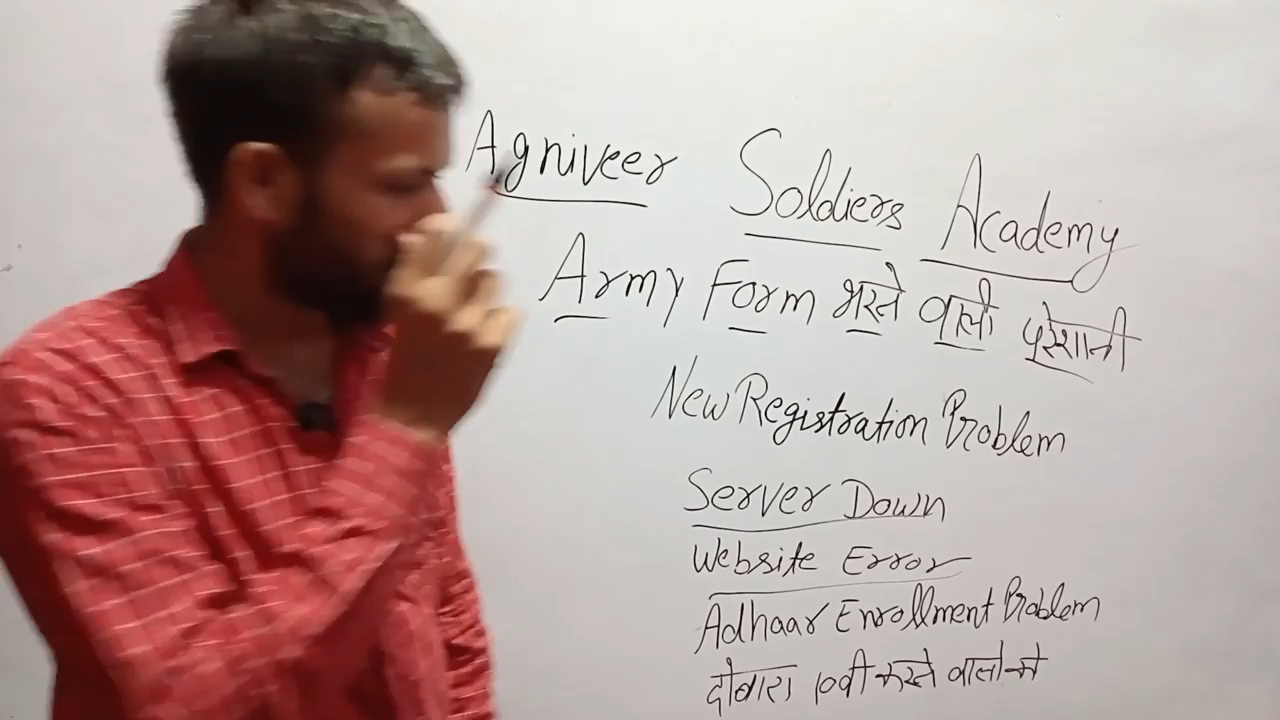 Agniveer Soldiers Academy
Army Form भरने वाली परेशानी
New Registration Problem
Server Down
Website Error
Adhaar Enrollment Problem
दोबारा 10वी करने वालो को